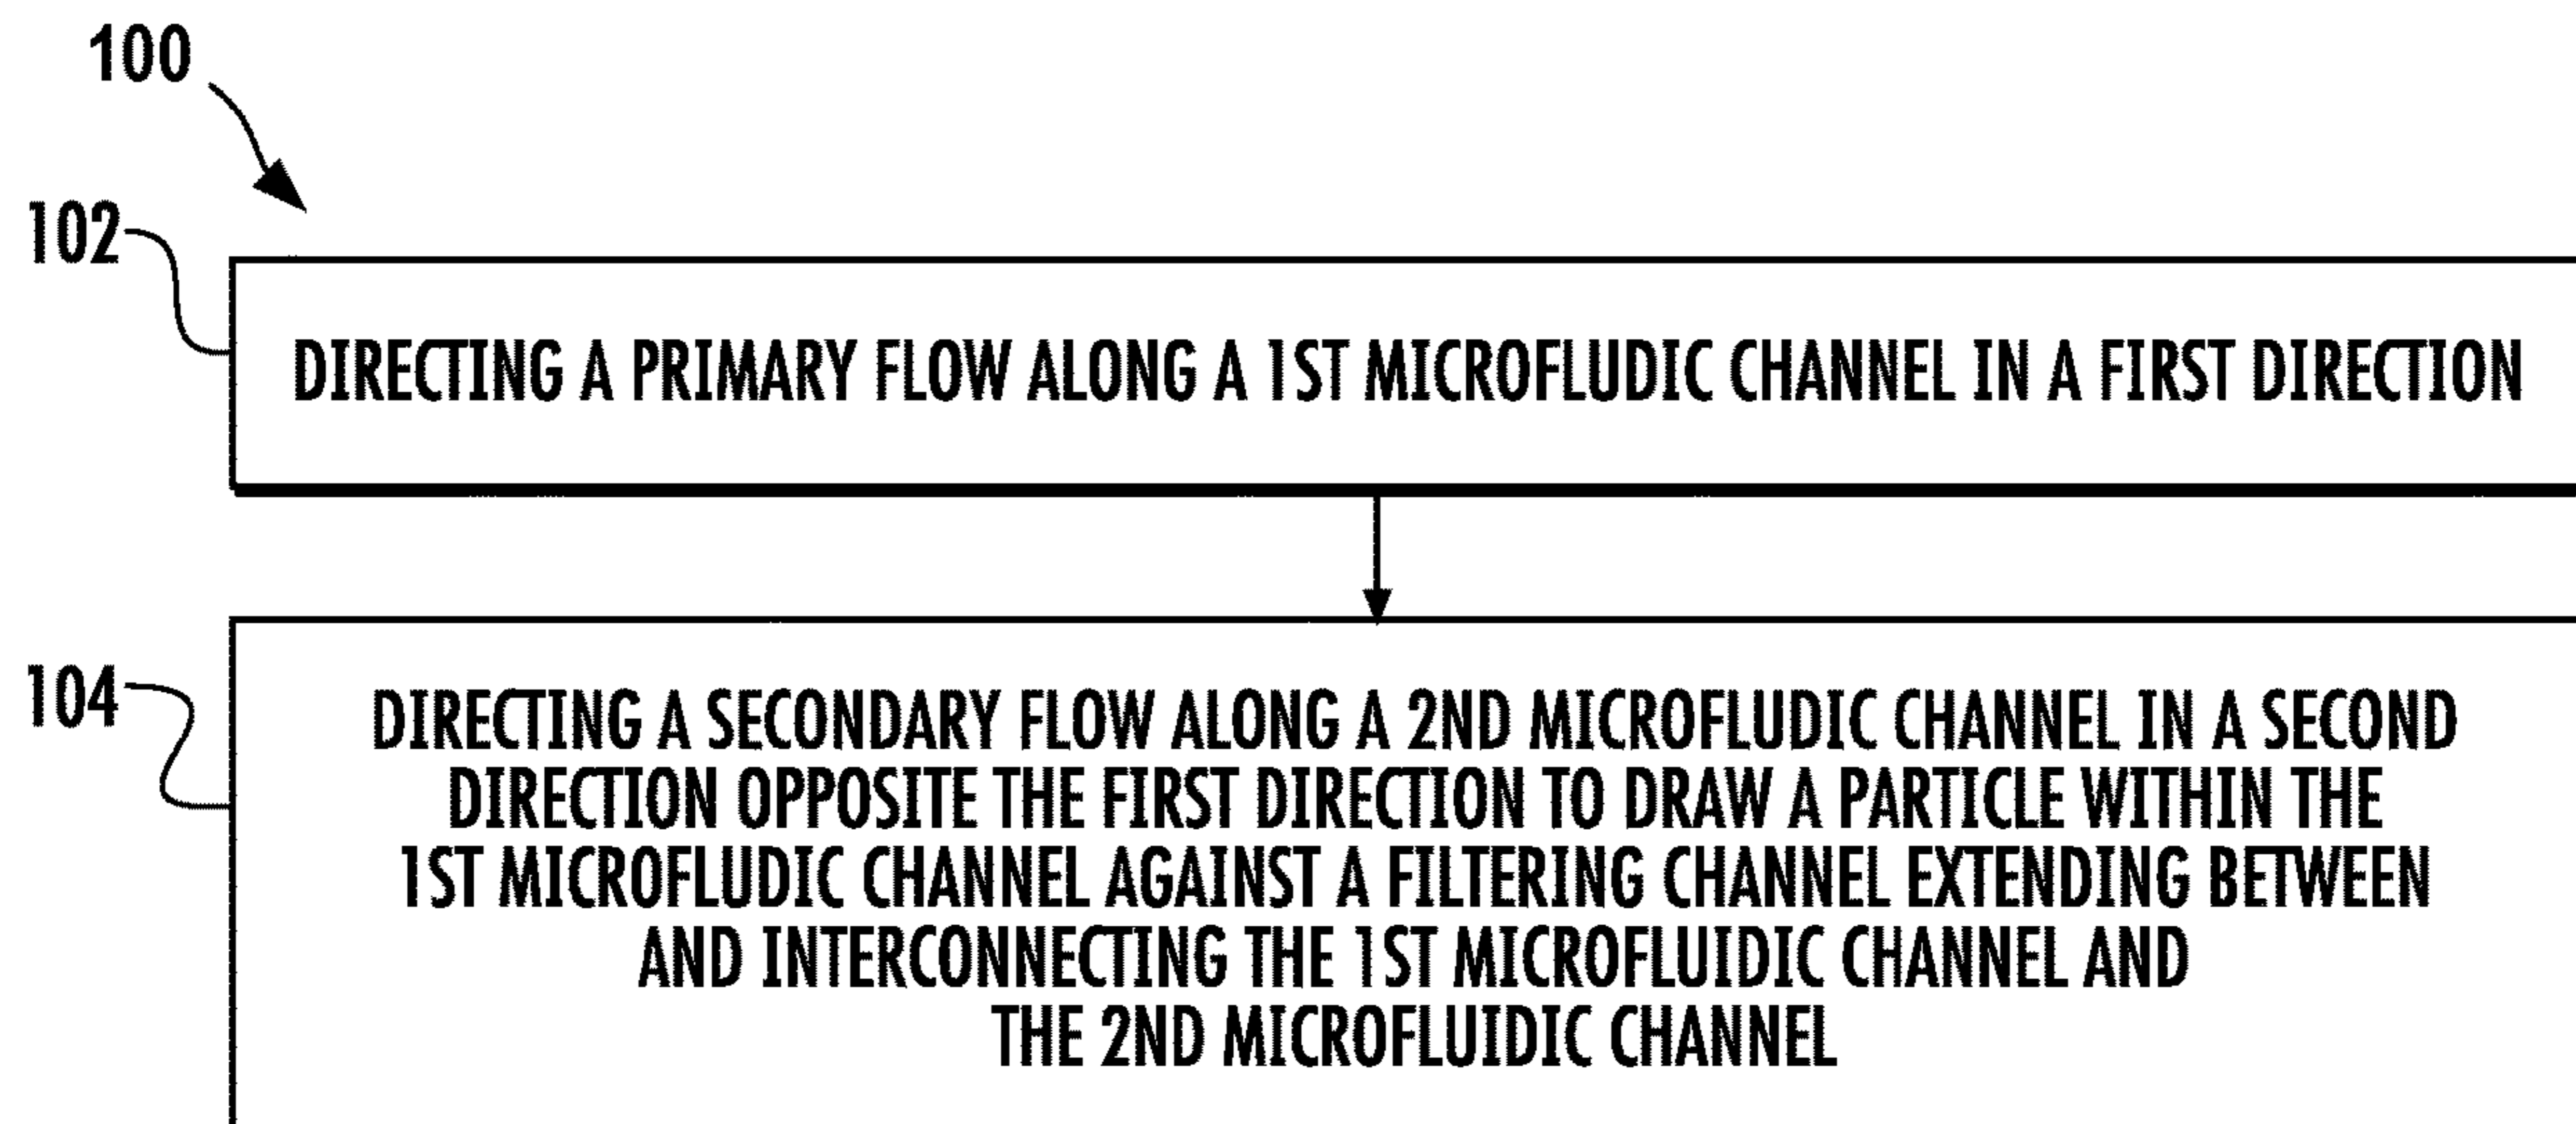 100
102
DIRECTING A PRIMARY FLOW ALONG A 1ST MICROFLUDIC CHANNEL IN A FIRST DIRECTION
104
DIRECTING A SECONDARY FLOW ALONG A 2ND MICROFLUDIC CHANNEL IN A SECOND
DIRECTION OPPOSITE THE FIRST DIRECTION TO DRAW A PARTICLE WITHIN THE
1ST MICROFLUDIC CHANNEL AGAINST A FILTERING CHANNEL EXTENDING BETWEEN
AND INTERCONNECTING THE 1ST MICROFLUIDIC CHANNEL AND
THE 2ND MICROFLUIDIC CHANNEL